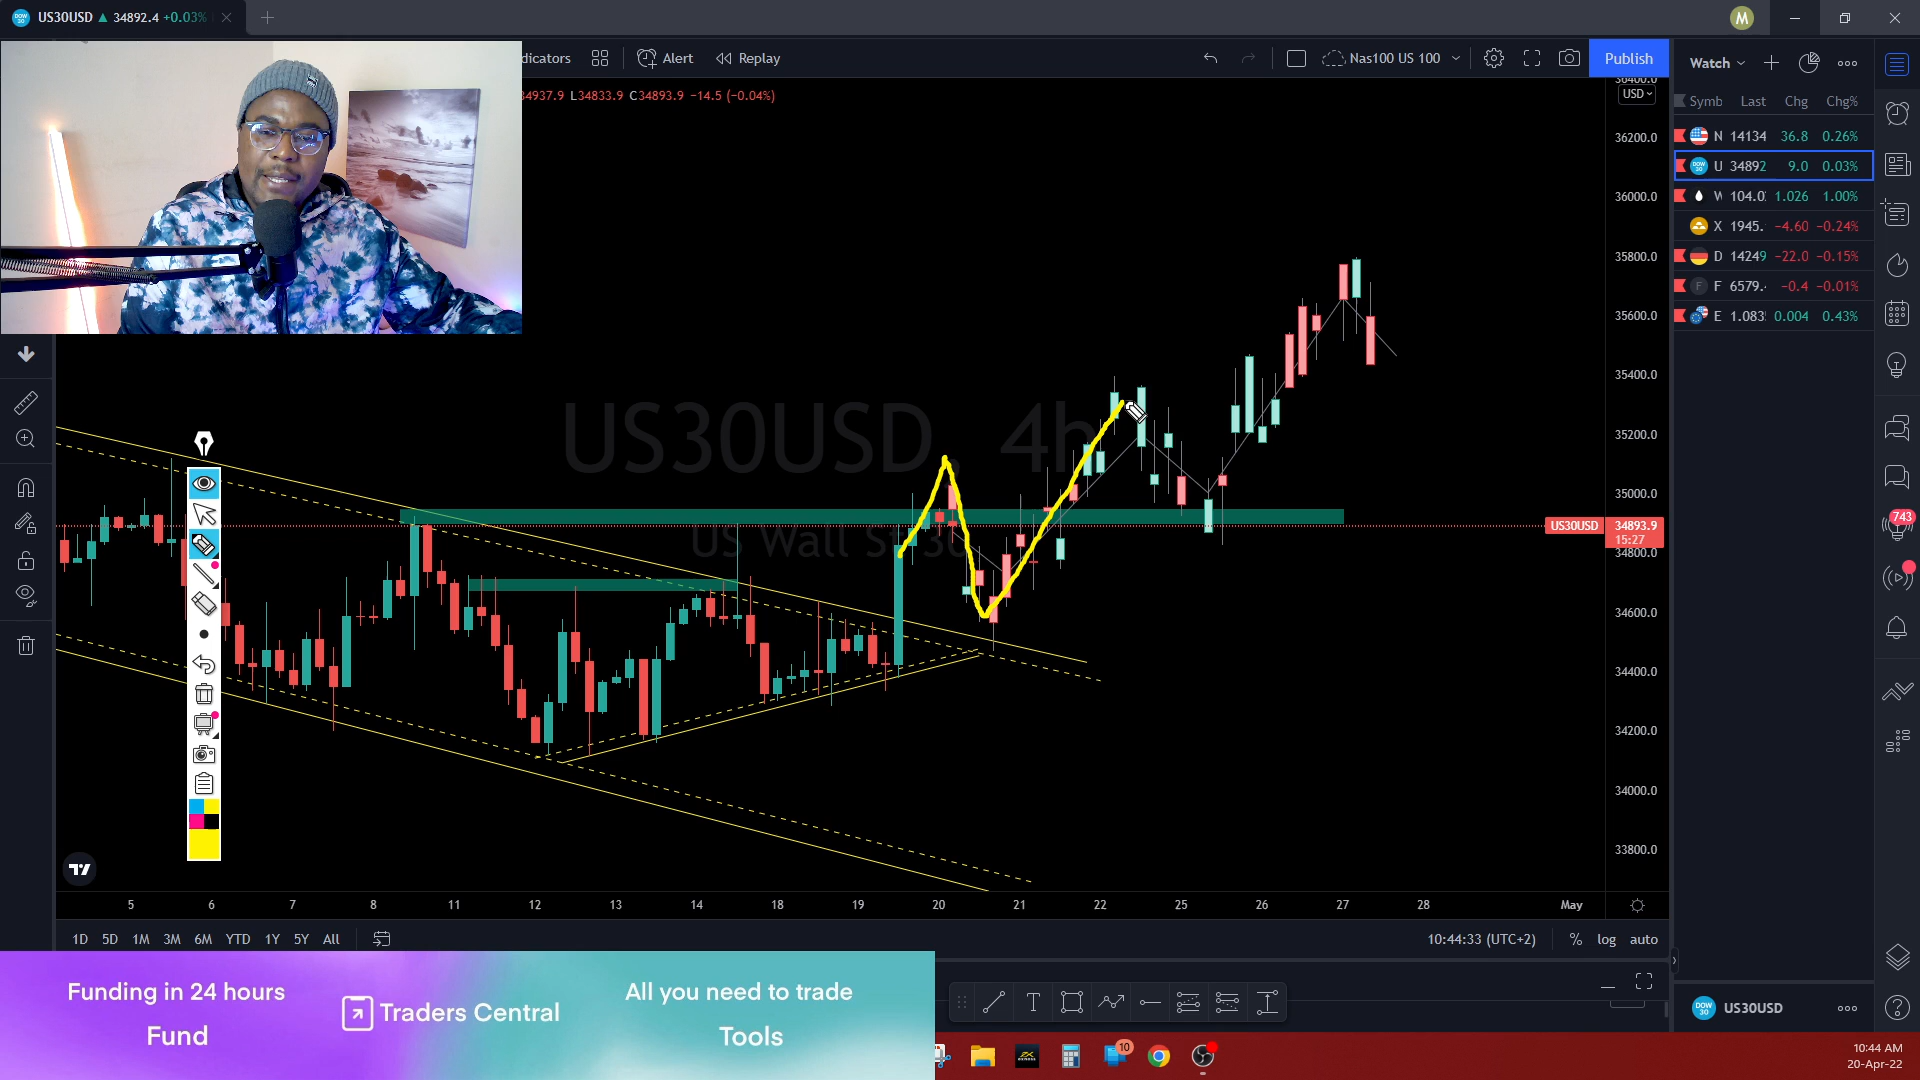 US30USD ▲ 34892.4 +0.03%
M
dicators
Alert
Replay
Nas100 US 100
Publish
Watch
34937.9 L34833.9 C34893.9 −14.5 (−0.04%)
USD
Symb Last Chg Chg%
N 14134 36.8 0.26%
U 34892 9.0 0.03%
W 104.0 1.026 1.00%
X 1945. −4.60 −0.24%
D 14249 −22.0 −0.15%
F 6579. −0.4 −0.01%
E 1.083 0.004 0.43%
36400.0
36200.0
36000.0
35800.0
35600.0
35400.0
35200.0
35000.0
US30USD 34893.9
15:27
34800.0
34600.0
34400.0
34200.0
34000.0
33800.0
US30USD, 4h
US Wall St 30
743
5 6 7 8 11 12 13 14 18 19 20 21 22 25 26 27 28 May
1D 5D 1M 3M 6M YTD 1Y 5Y All
10:44:33 (UTC+2) % log auto
Funding in 24 hours
Fund
Traders Central
All you need to trade
Tools
T
DOW
30
US30USD
10
10:44 AM
20-Apr-22